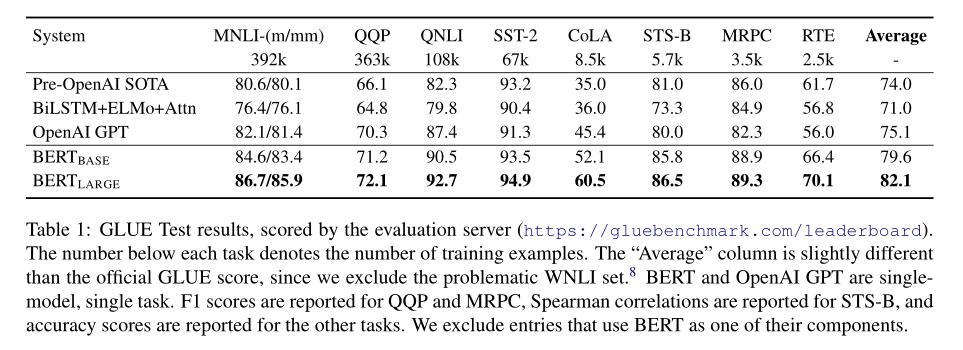 System MNLI-(m/mm) QQP QNLI SST-2 CoLA STS-B MRPC RTE Average
392k 363k 108k 67k 8.5k 5.7k 3.5k 2.5k -
Pre-OpenAI SOTA 80.6/80.1 66.1 82.3 93.2 35.0 81.0 86.0 61.7 74.0
BiLSTM+ELMo+Attn 76.4/76.1 64.8 79.8 90.4 36.0 73.3 84.9 56.8 71.0
OpenAI GPT 82.1/81.4 70.3 87.4 91.3 45.4 80.0 82.3 56.0 75.1
BERTBASE 84.6/83.4 71.2 90.5 93.5 52.1 85.8 88.9 66.4 79.6
BERTLARGE 86.7/85.9 72.1 92.7 94.9 60.5 86.5 89.3 70.1 82.1
Table 1: GLUE Test results, scored by the evaluation server (https://gluebenchmark.com/leaderboard).
The number below each task denotes the number of training examples. The “Average” column is slightly different
than the official GLUE score, since we exclude the problematic WNLI set.8 BERT and OpenAI GPT are single-
model, single task. F1 scores are reported for QQP and MRPC, Spearman correlations are reported for STS-B, and
accuracy scores are reported for the other tasks. We exclude entries that use BERT as one of their components.